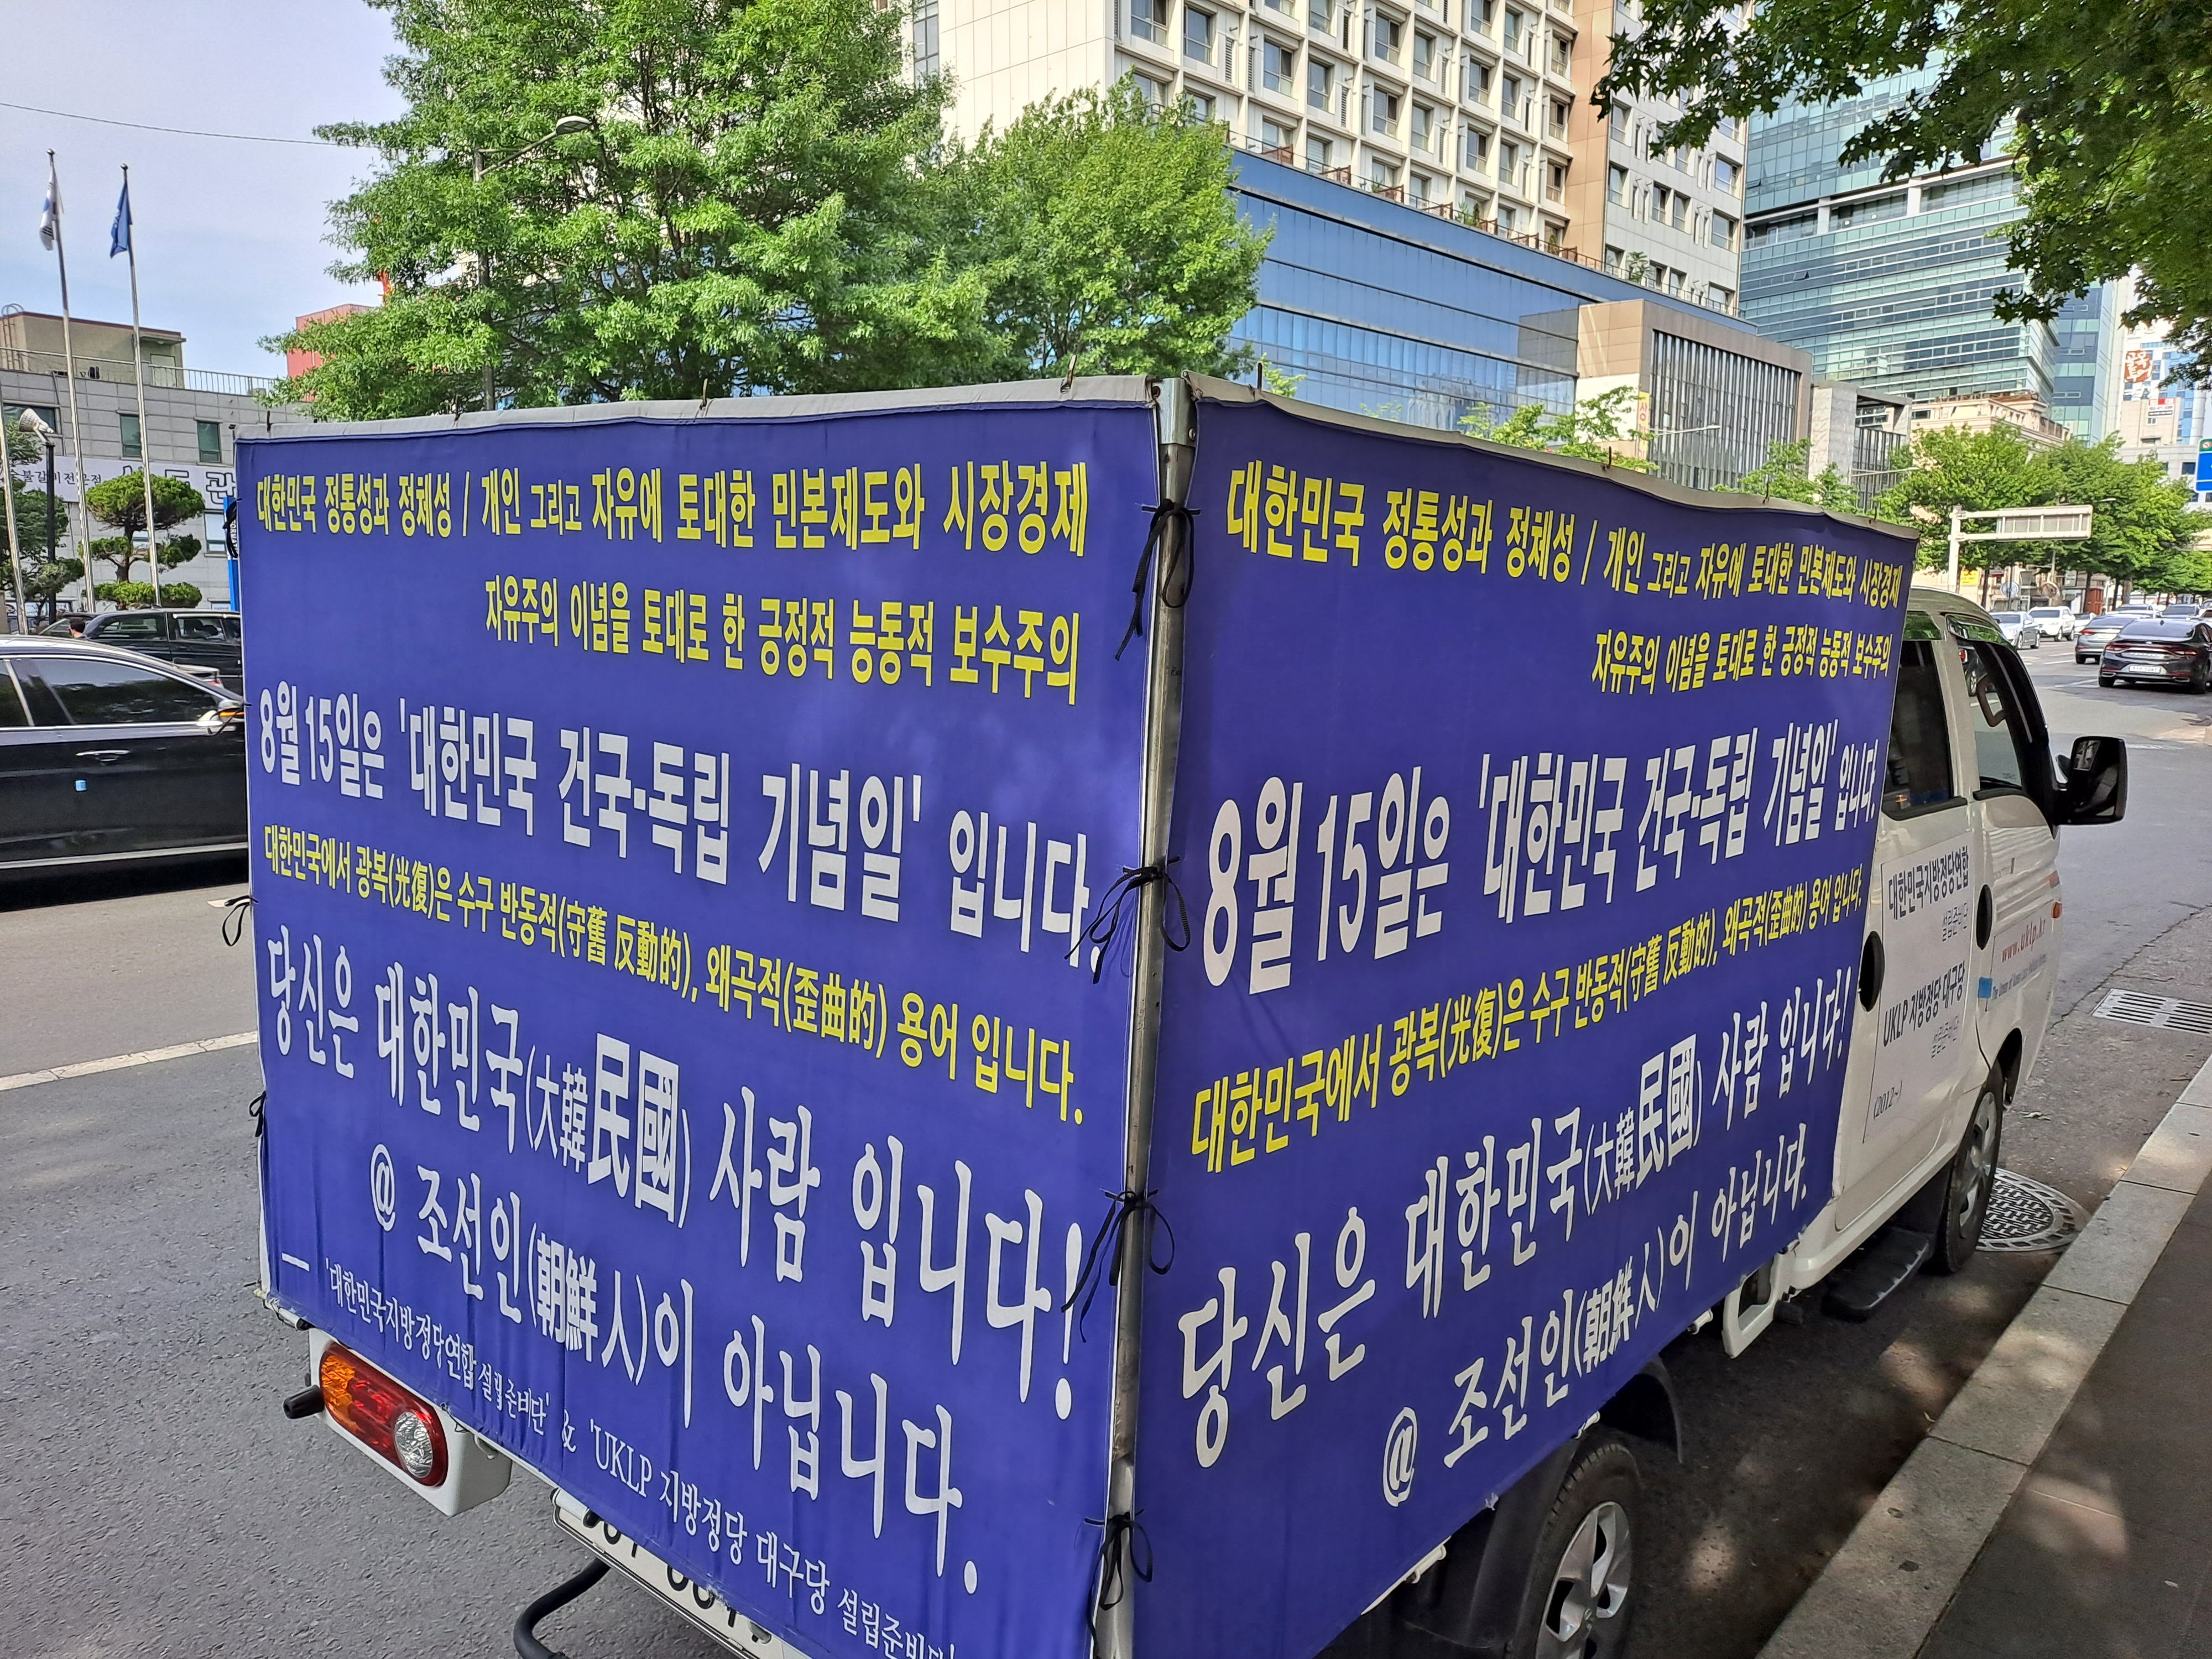 대한민국 정통성과 정체성 / 개인 그리고 자유에 토대한 민본제도와 시장경제
자유주의 이념을 토대로 한 긍정적 능동적 보수주의
8월 15일은 '대한민국 건국·독립 기념일' 입니다.
대한민국에서 광복(光復)은 수구 반동적(守舊 反動的), 왜곡적(歪曲的) 용어 입니다.
당신은 대한민국(大韓民國) 사람 입니다!
@ 조선인(朝鮮人)이 아닙니다.
— '대한민국지방정당연합 설립준비단' & 'UKLP 지방정당 대구당 설립준비단'
대한민국 정통성과 정체성 / 개인 그리고 자유에 토대한 민본제도와 시장경제
자유주의 이념을 토대로 한 긍정적 능동적 보수주의
8월 15일은 '대한민국 건국·독립 기념일' 입니다.
대한민국에서 광복(光復)은 수구 반동적(守舊 反動的), 왜곡적(歪曲的) 용어 입니다.
당신은 대한민국(大韓民國) 사람 입니다!
@ 조선인(朝鮮人)이 아닙니다.
대한민국지방정당연합
설립준비단
UKLP 지방정당 대구당
설립준비단
(2012~)
www.uklp.kr